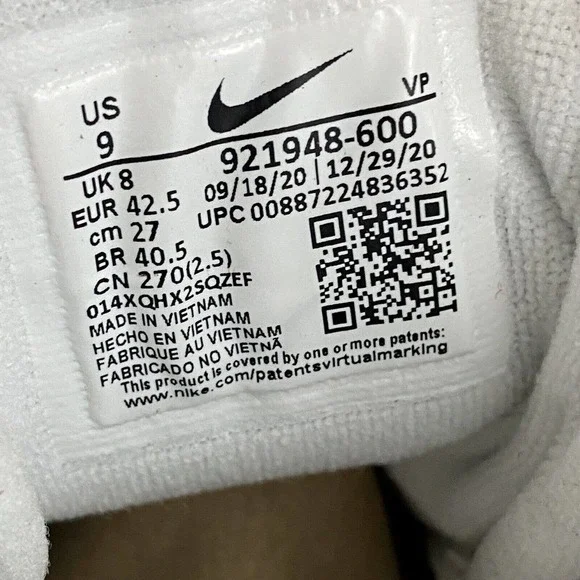 US
9
VP
UK 8
921948-600
EUR 42.5
09/18/20 | 12/29/20
cm 27
UPC 00887224836352
BR 40.5
CN 270(2.5)
014XQHX2SQZEF
MADE IN VIETNAM
HECHO EN VIETNAM
FABRIQUE AU VIETNAM
FABRICADO NO VIETNÃ
This product is covered by one or more patents:
www.nike.com/patentsvirtualmarking